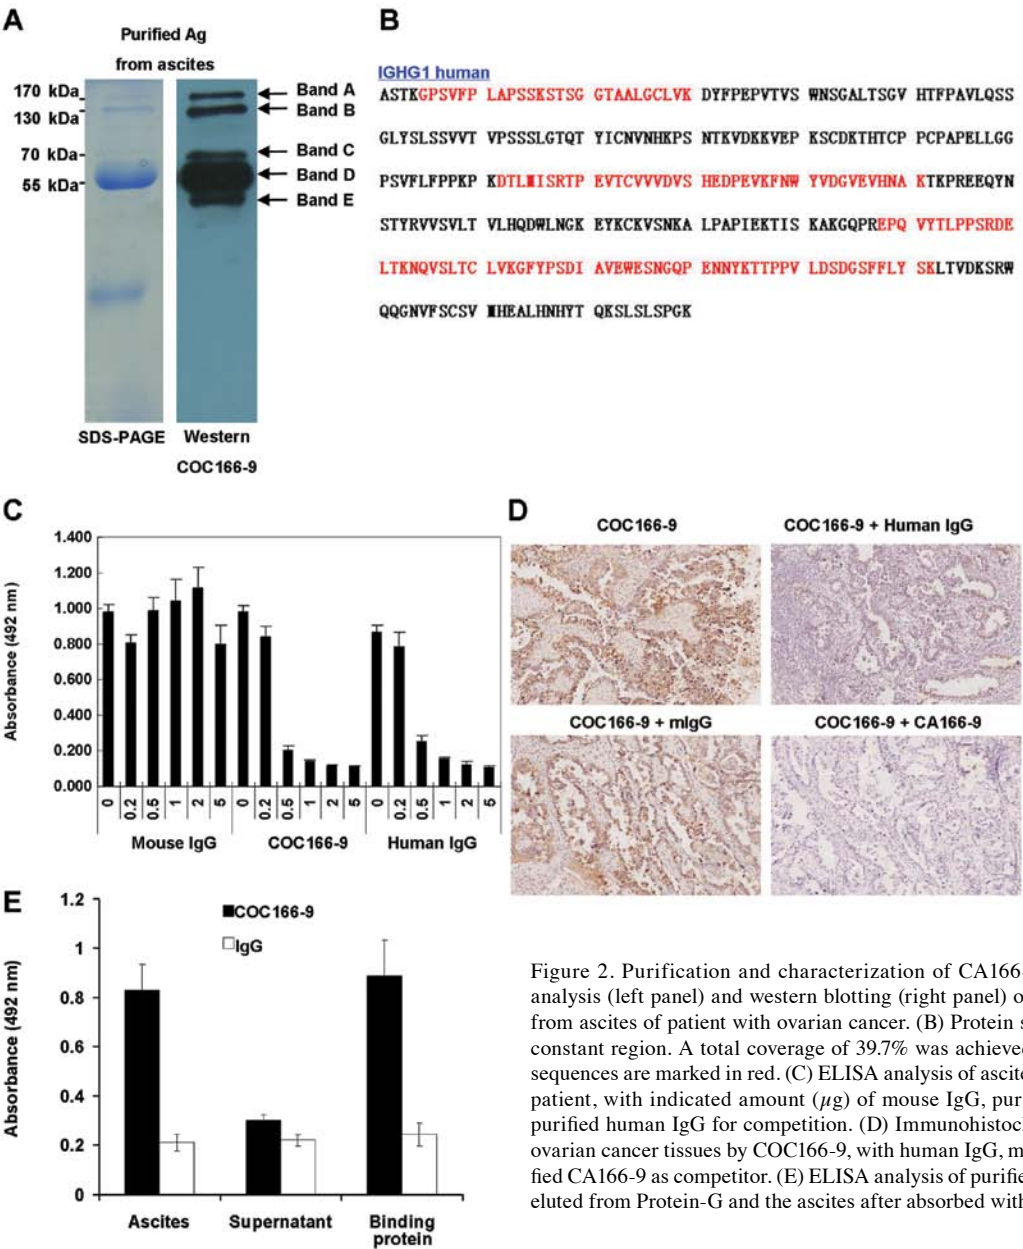 A
Purified Ag
from ascites
170 kDa
130 kDa
70 kDa
55 kDa
Band A
Band B
Band C
Band D
Band E
SDS-PAGE Western
COC166-9
B
IGHG1 human
ASTKGPSVFP LAPSSKSTSG GTAALGCLVK DYFPEPVTVS WNSGALTSGV HTFPAVLQSS
GLYSLSSVVT VPSSSLGTQT YICNVNHKPS NTKVDKKVEP KSCDKTHTCP PCPAPELLGG
PSVFLFPPKP KDTLMISRTP EVTCVVVDVS HEDPEVKFNW YVDGVEVHNA KTKPREEQYN
STYRVVSVLT VLHQDWLNGK EYKCKVSNKA LPAPIEKTIS KAKGQPREPQ VYTLPPSRDE
LTKNQVSLTC LVKGFYPSDI AVEWESNGQP ENNYKTTPPV LDSDGSFFLY SKLTVDKSRW
QQGNVFSCSV MHEALHNHYT QKSLSLSPGK
C
Absorbance (492 nm)
1.400
1.200
1.000
0.800
0.600
0.400
0.200
0.000
0 0.2 0.5 1 2 5 0 0.2 0.5 1 2 5 0 0.2 0.5 1 2 5
Mouse IgG COC166-9 Human IgG
D
COC166-9 COC166-9 + Human IgG
COC166-9 + mIgG COC166-9 + CA166-9
E
Absorbance (492 nm)
1.2
1
0.8
0.6
0.4
0.2
0
COC166-9
IgG
Ascites Supernatant Binding
protein
Figure 2. Purification and characterization of CA166-
analysis (left panel) and western blotting (right panel) o
from ascites of patient with ovarian cancer. (B) Protein s
constant region. A total coverage of 39.7% was achieve
sequences are marked in red. (C) ELISA analysis of ascite
patient, with indicated amount (µg) of mouse IgG, pur
purified human IgG for competition. (D) Immunohistocl
ovarian cancer tissues by COC166-9, with human IgG, m
fied CA166-9 as competitor. (E) ELISA analysis of purifie
eluted from Protein-G and the ascites after absorbed with